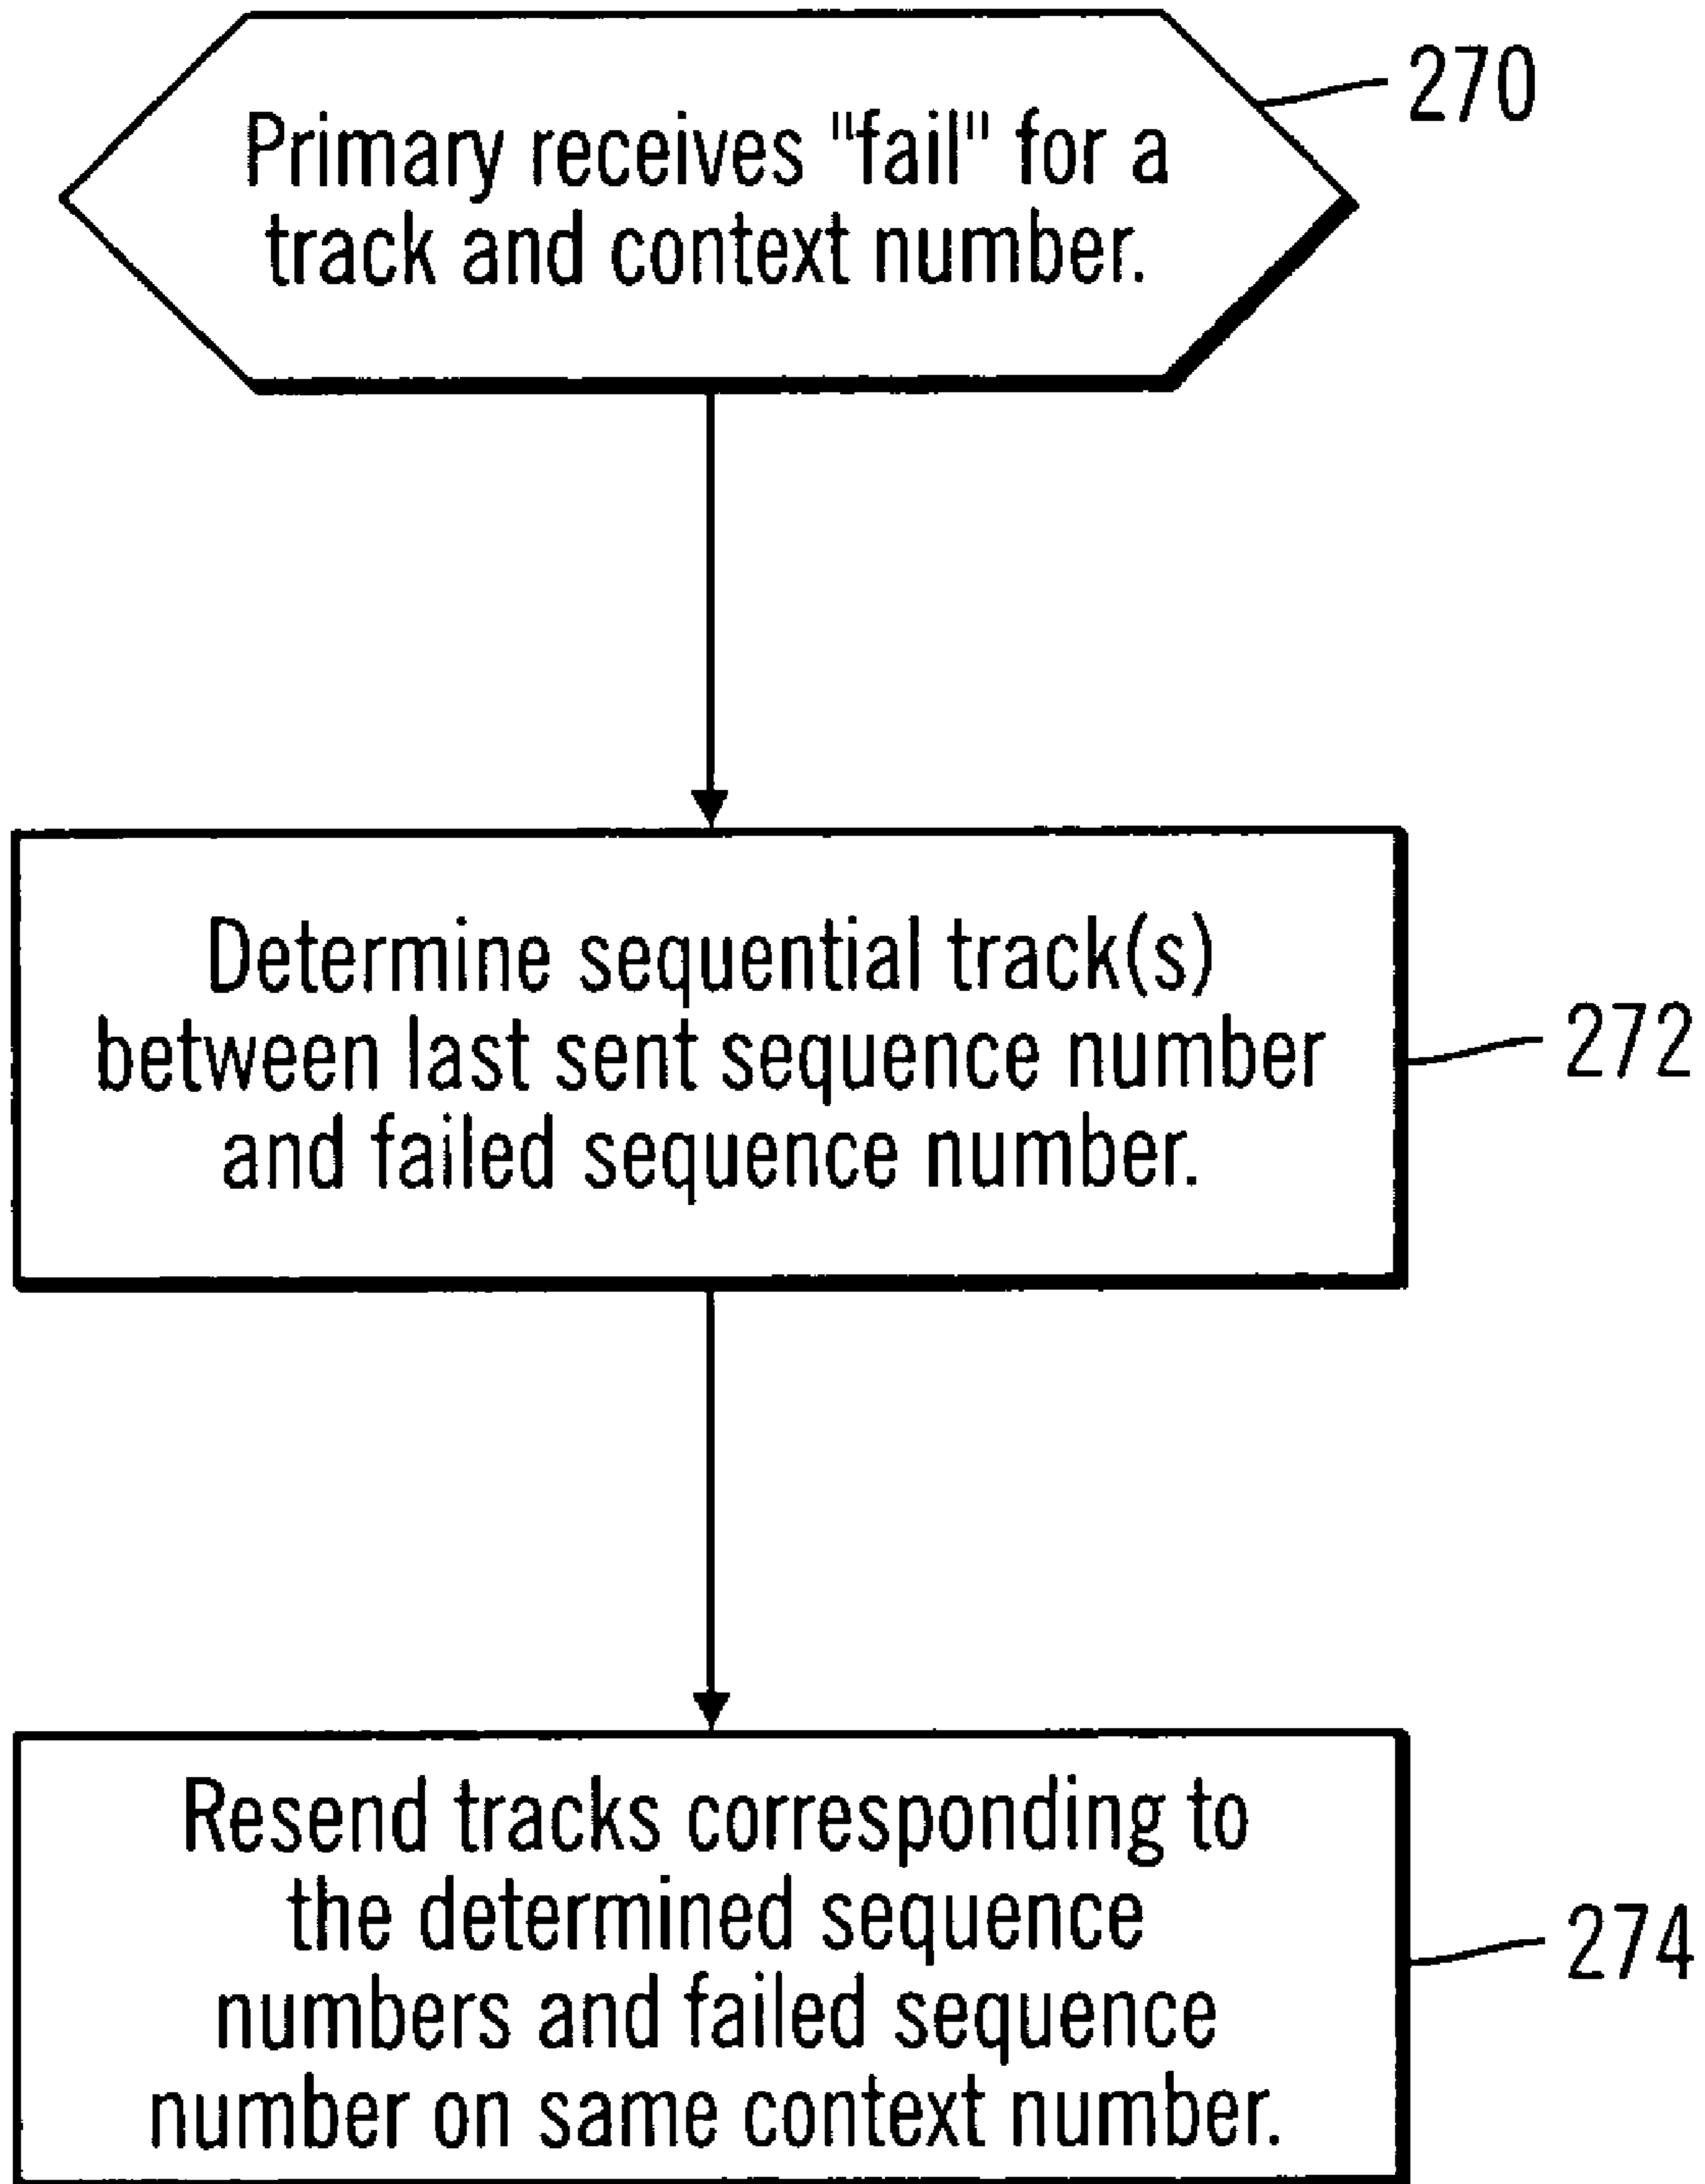 270
Primary receives "fail" for a
track and context number.
Determine sequential track(s)
between last sent sequence number
and failed sequence number.
272
Resend tracks corresponding to
the determined sequence
numbers and failed sequence
number on same context number.
274